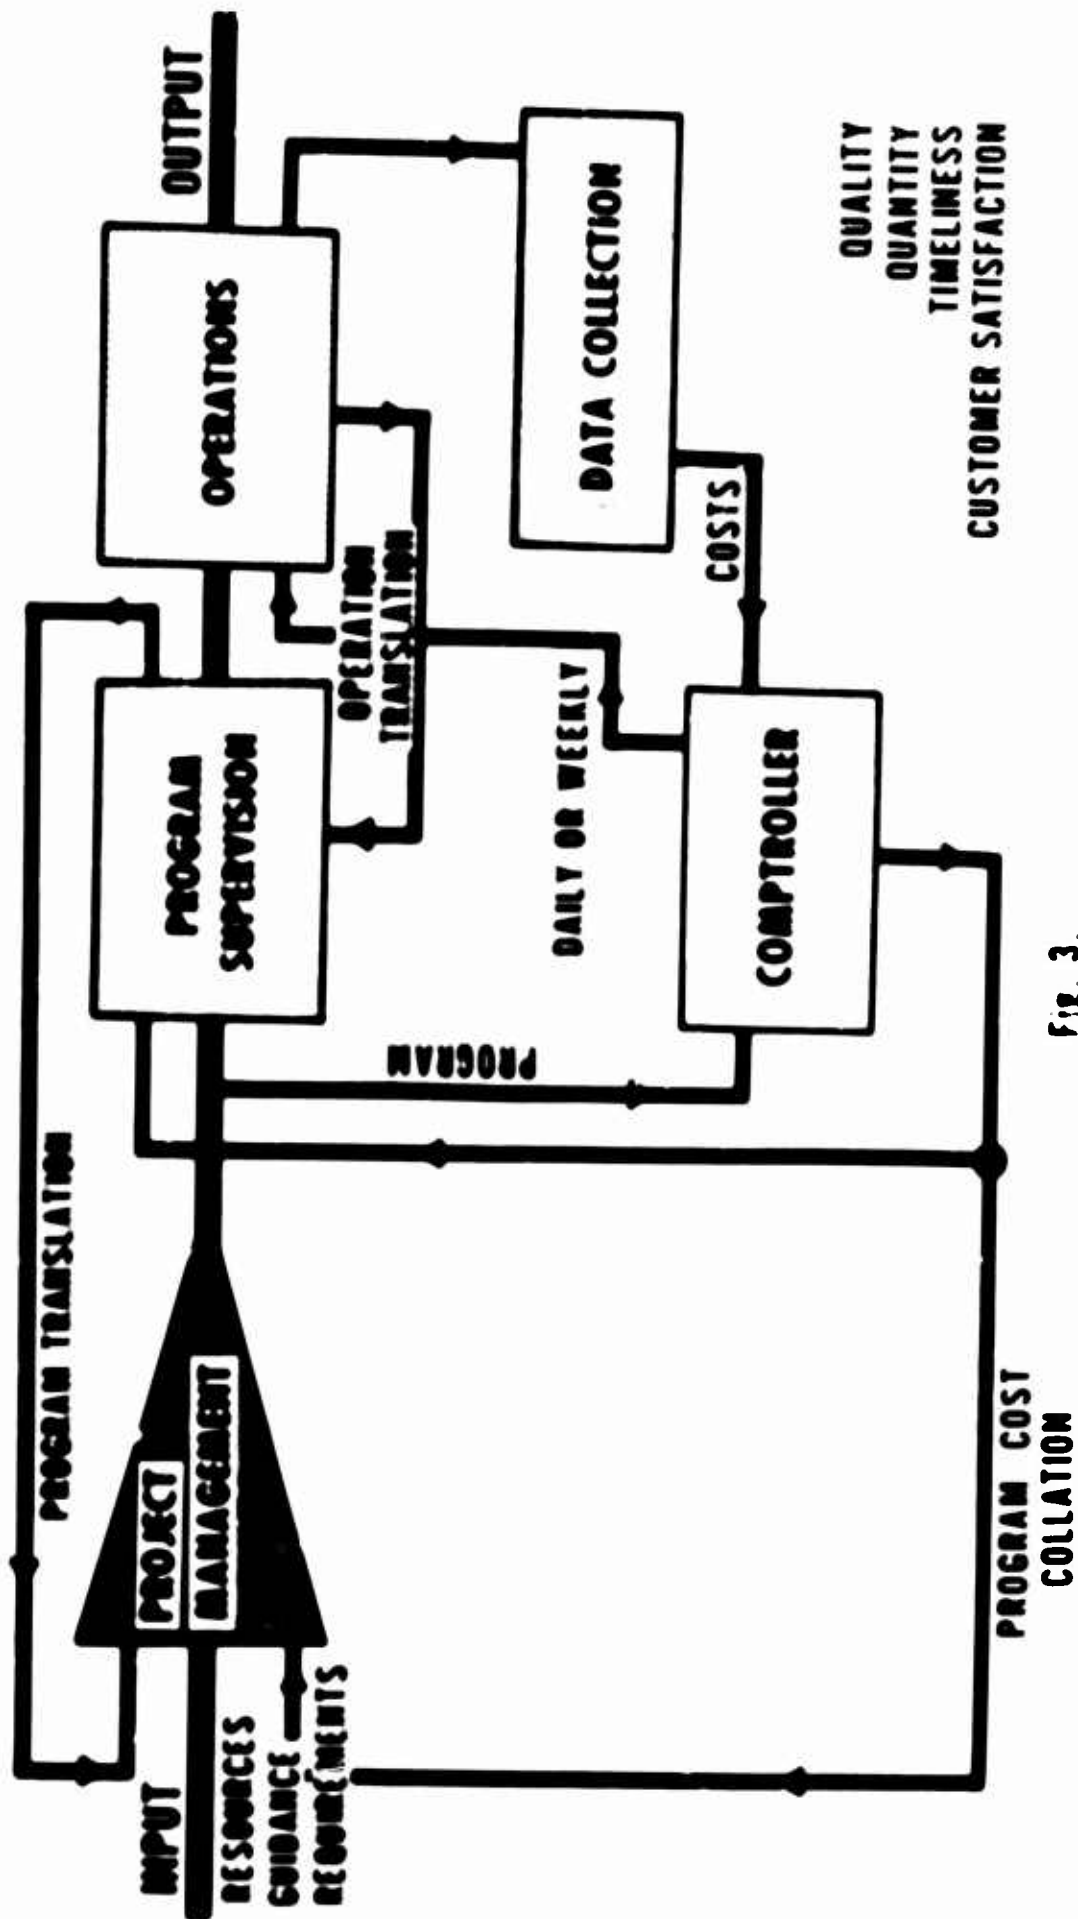 PROGRAM TRANSLATION
INPUT
RESOURCES
GUIDANCE
REQUIREMENTS
PROJECT
MANAGEMENT
PROGRAM
SUPERVISION
OPERATIONS
OUTPUT
OPERATION
TRANSLATION
PROGRAM
DAILY OR WEEKLY
COSTS
DATA COLLECTION
COMPTROLLER
QUALITY
QUANTITY
TIMELINESS
CUSTOMER SATISFACTION
PROGRAM COST
COLLATION
Fig. 3.